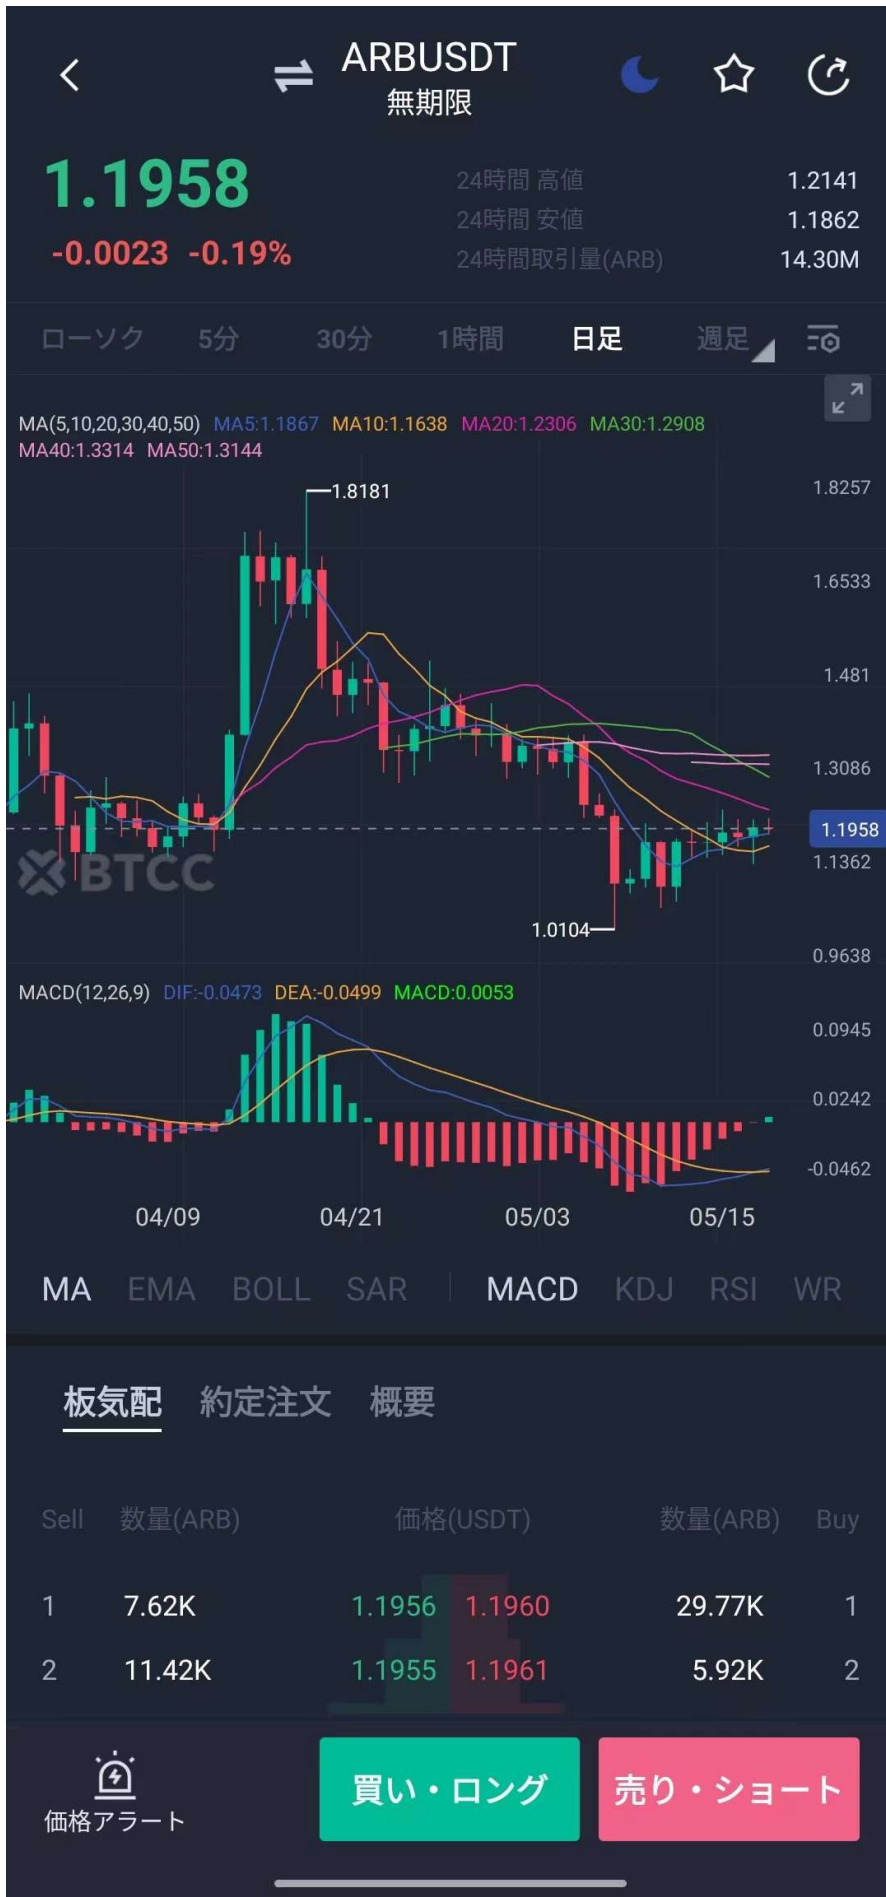 ARBUSDT
無期限
1.1958
-0.0023 -0.19%
24時間 高値 1.2141
24時間 安値 1.1862
24時間取引量(ARB) 14.30M
ローソク 5分 30分 1時間 日足 週足
MA(5,10,20,30,40,50) MA5:1.1867 MA10:1.1638 MA20:1.2306 MA30:1.2908
MA40:1.3314 MA50:1.3144
1.8181
1.8257
1.6533
1.481
1.3086
1.1958
1.1362
BTCC
1.0104
0.9638
MACD(12,26,9) DIF:-0.0473 DEA:-0.0499 MACD:0.0053
0.0945
0.0242
-0.0462
04/09 04/21 05/03 05/15
MA EMA BOLL SAR MACD KDJ RSI WR
板気配 約定注文 概要
Sell 数量(ARB) 価格(USDT) 数量(ARB) Buy
1 7.62K 1.1956 1.1960 29.77K 1
2 11.42K 1.1955 1.1961 5.92K 2
価格アラート
買い・ロング
売り・ショート